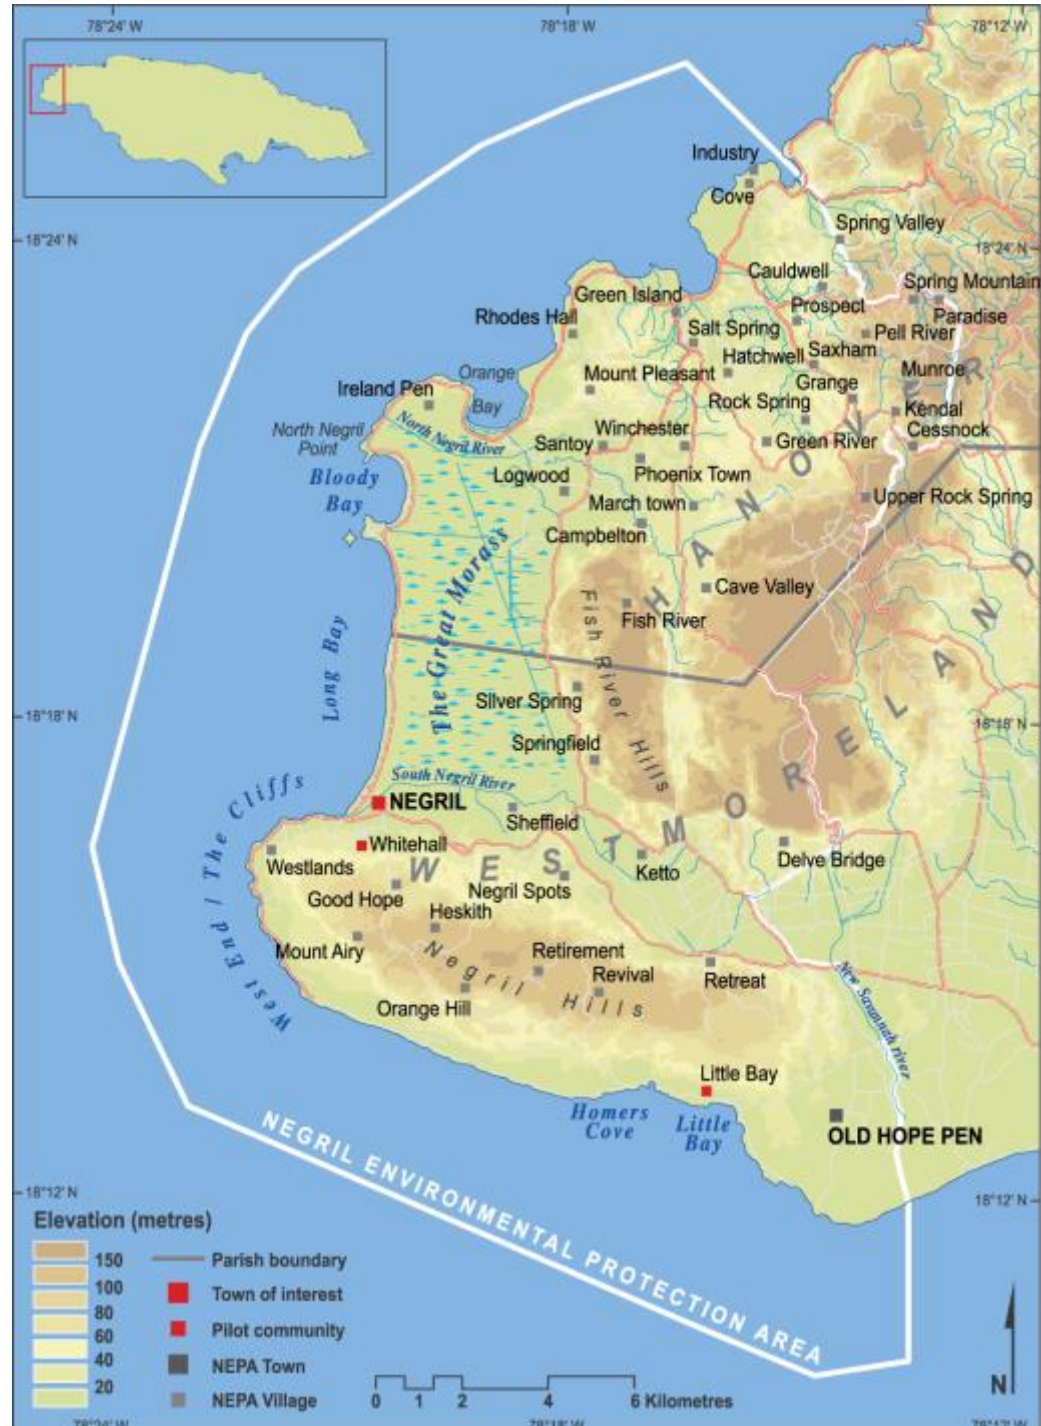 78°24' W
78°18' W
78°12' W
Industry
Cove
Spring Valley
18°24' N
18°24' N
Cauldwell
Spring Mountain
Green Island
Prospect
Paradise
Rhodes Hall
Salt Spring
Pell River
Hatchwell
Saxham
Munroe
Orange
Bay
Mount Pleasant
Grange
Ireland Pen
Rock Spring
Kendal
North Negril
Point
North Negril River
Winchester
Cessnock
Santoy
Green River
Bloody
Bay
Logwood
Phoenix Town
March town
Upper Rock Spring
Campbelton
HANOVER
The Great Morass
Cave Valley
Fish River
Fish River Hills
Long Bay
Silver Spring
18°18' N
18°18' N
Springfield
South Negril River
NEGRIL
Sheffield
West End / The Cliffs
Whitehall
Westlands
WESTMORELAND
Ketto
Delve Bridge
Good Hope
Negril Spots
Heskith
Mount Airy
Negril Hills
Retirement
Revival
Retreat
New Savannah river
Orange Hill
Little Bay
Homers
Cove
Little
Bay
OLD HOPE PEN
NEGRIL ENVIRONMENTAL PROTECTION AREA
18°12' N
18°12' N
Elevation (metres)
150
100
80
60
40
20
Parish boundary
Town of interest
Pilot community
NEPA Town
NEPA Village
0 1 2 4 6 Kilometres
N
78°24' W
78°18' W
78°12' W